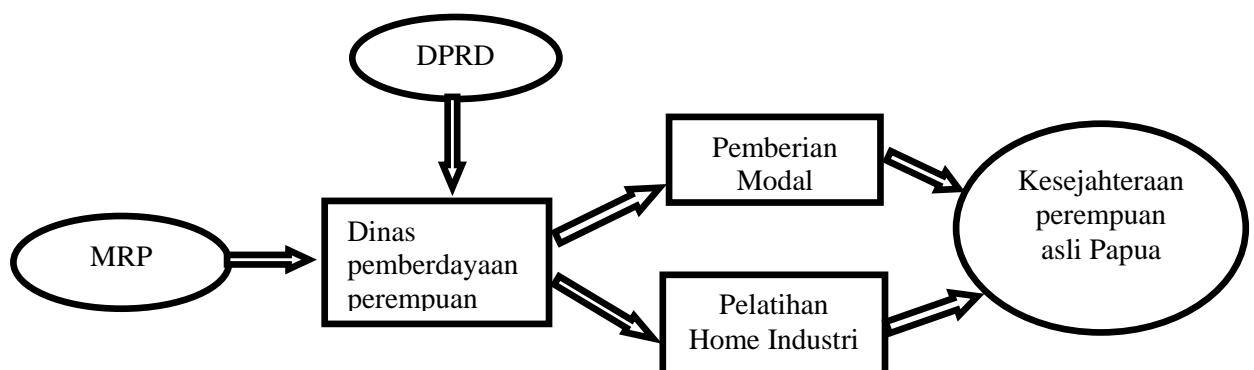 DPRD
MRP
Dinas
pemberdayaan
perempuan
Pemberian
Modal
Pelatihan
Home Industri
Kesejahteraan
perempuan
asli Papua